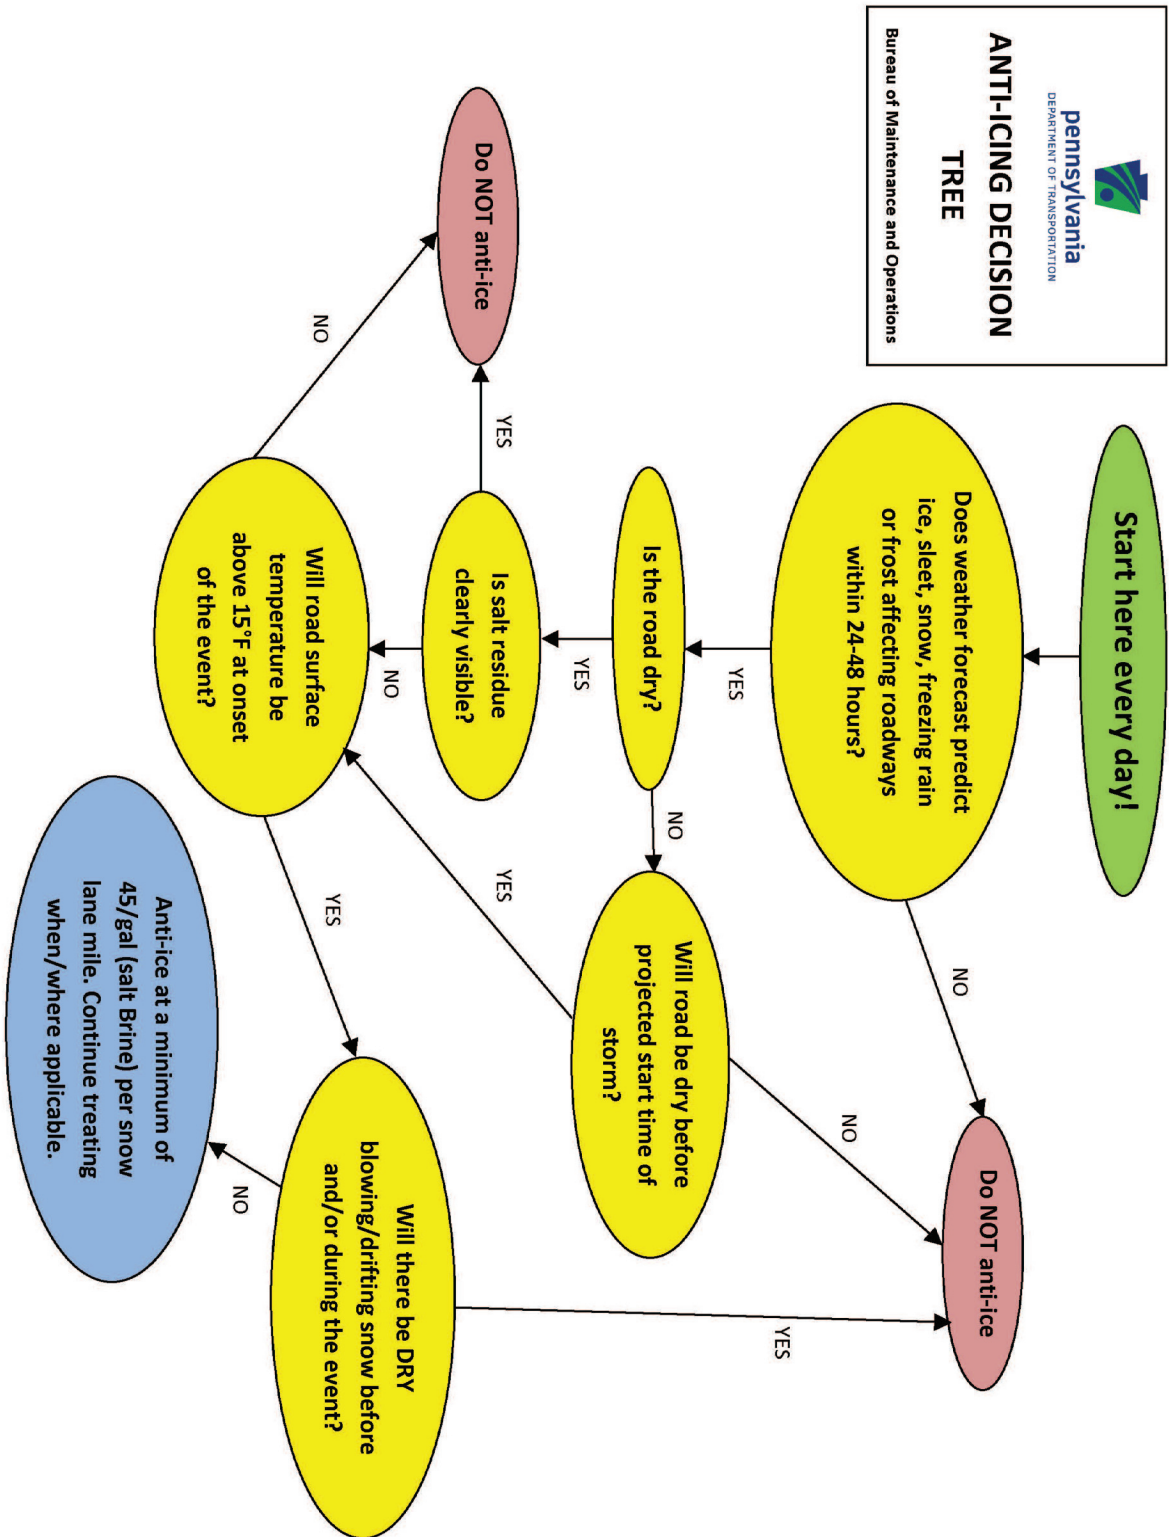 pennsylvania
DEPARTMENT OF TRANSPORTATION
ANTI-ICING DECISION
TREE
Bureau of Maintenance and Operations
Start here every day!
Does weather forecast predict
ice, sleet, snow, freezing rain
or frost affecting roadways
within 24-48 hours?
NO
Do NOT anti-ice
YES
Is the road dry?
NO
Will road be dry before
projected start time of
storm?
NO
YES
YES
Is salt residue
clearly visible?
YES
Do NOT anti-ice
NO
Will road surface
temperature be
above 15°F at onset
of the event?
NO
YES
Will there be DRY
blowing/drifting snow before
and/or during the event?
YES
NO
Anti-ice at a minimum of
45/gal (salt Brine) per snow
lane mile. Continue treating
when/where applicable.